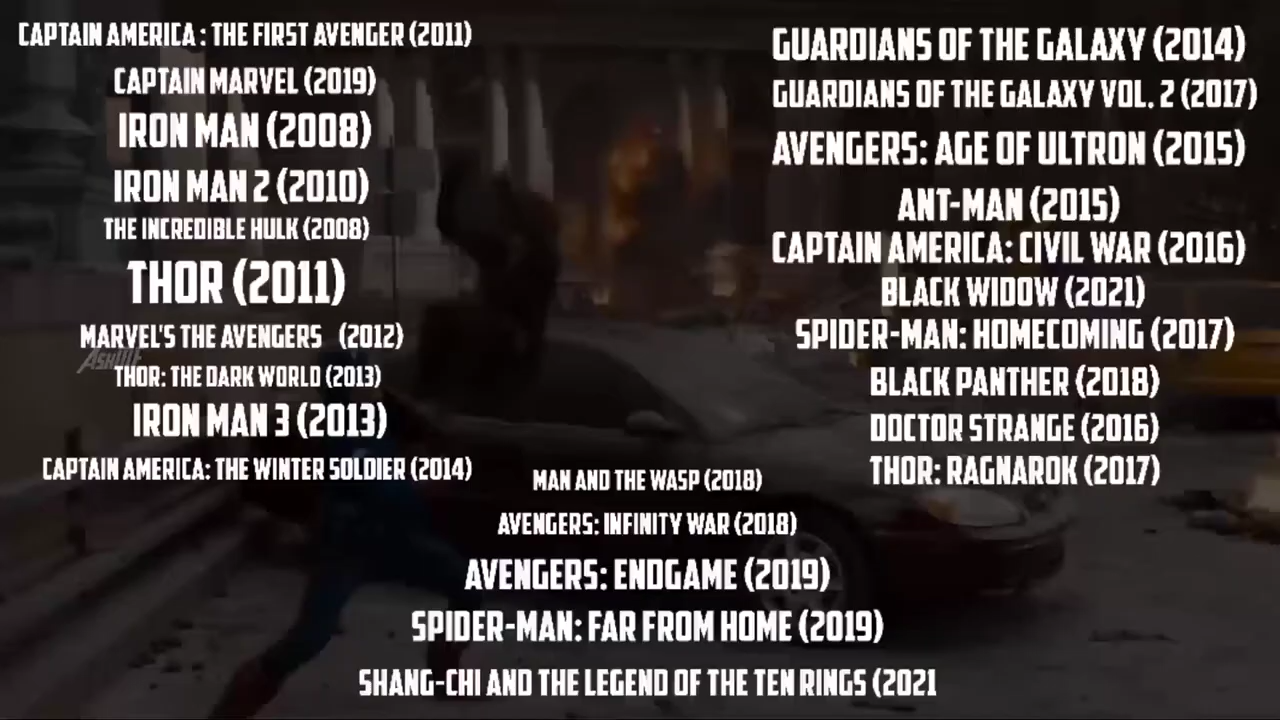 CAPTAIN AMERICA : THE FIRST AVENGER (2011)
CAPTAIN MARVEL (2019)
IRON MAN (2008)
IRON MAN 2 (2010)
THE INCREDIBLE HULK (2008)
THOR (2011)
MARVEL'S THE AVENGERS (2012)
THOR: THE DARK WORLD (2013)
IRON MAN 3 (2013)
CAPTAIN AMERICA: THE WINTER SOLDIER (2014)
GUARDIANS OF THE GALAXY (2014)
GUARDIANS OF THE GALAXY VOL. 2 (2017)
AVENGERS: AGE OF ULTRON (2015)
ANT-MAN (2015)
CAPTAIN AMERICA: CIVIL WAR (2016)
BLACK WIDOW (2021)
SPIDER-MAN: HOMECOMING (2017)
BLACK PANTHER (2018)
DOCTOR STRANGE (2016)
THOR: RAGNAROK (2017)
MAN AND THE WASP (2018)
AVENGERS: INFINITY WAR (2018)
AVENGERS: ENDGAME (2019)
SPIDER-MAN: FAR FROM HOME (2019)
SHANG-CHI AND THE LEGEND OF THE TEN RINGS (2021